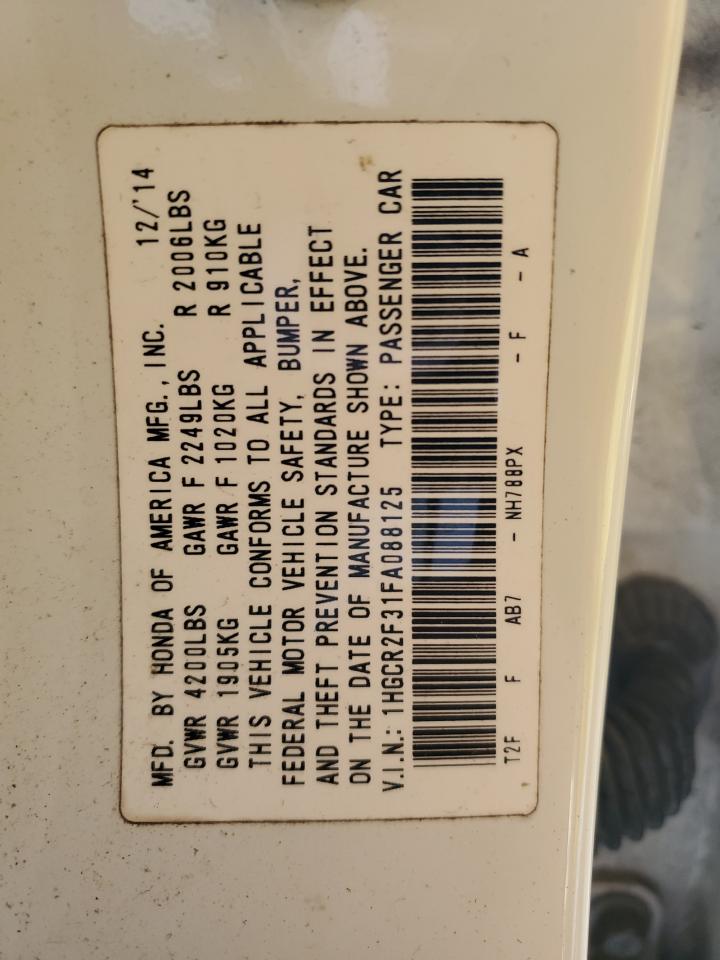 MFD. BY HONDA OF AMERICA MFG., INC. 12/'14
GVWR 4200LBS GAWR F 2249LBS R 2006LBS
GVWR 1905KG GAWR F 1020KG R 910KG
THIS VEHICLE CONFORMS TO ALL APPLICABLE
FEDERAL MOTOR VEHICLE SAFETY, BUMPER,
AND THEFT PREVENTION STANDARDS IN EFFECT
ON THE DATE OF MANUFACTURE SHOWN ABOVE.
V.I.N.: 1HGCR2F31FA088125 TYPE: PASSENGER CAR
T2F F AB7 - NH788PX - F - A